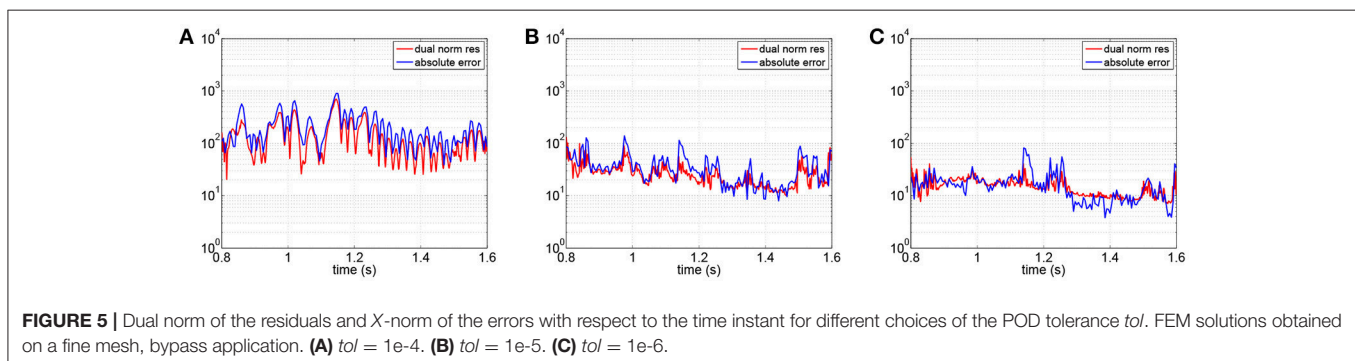 A
10^4
10^3
10^2
10^1
10^0
dual norm res
absolute error
0.8 1 1.2 1.4 1.6
time (s)
B
10^4
10^3
10^2
10^1
10^0
dual norm res
absolute error
0.8 1 1.2 1.4 1.6
time (s)
C
10^4
10^3
10^2
10^1
10^0
dual norm res
absolute error
0.8 1 1.2 1.4 1.6
time (s)
FIGURE 5 | Dual norm of the residuals and X-norm of the errors with respect to the time instant for different choices of the POD tolerance tol. FEM solutions obtained
on a fine mesh, bypass application. (A) tol = 1e-4. (B) tol = 1e-5. (C) tol = 1e-6.